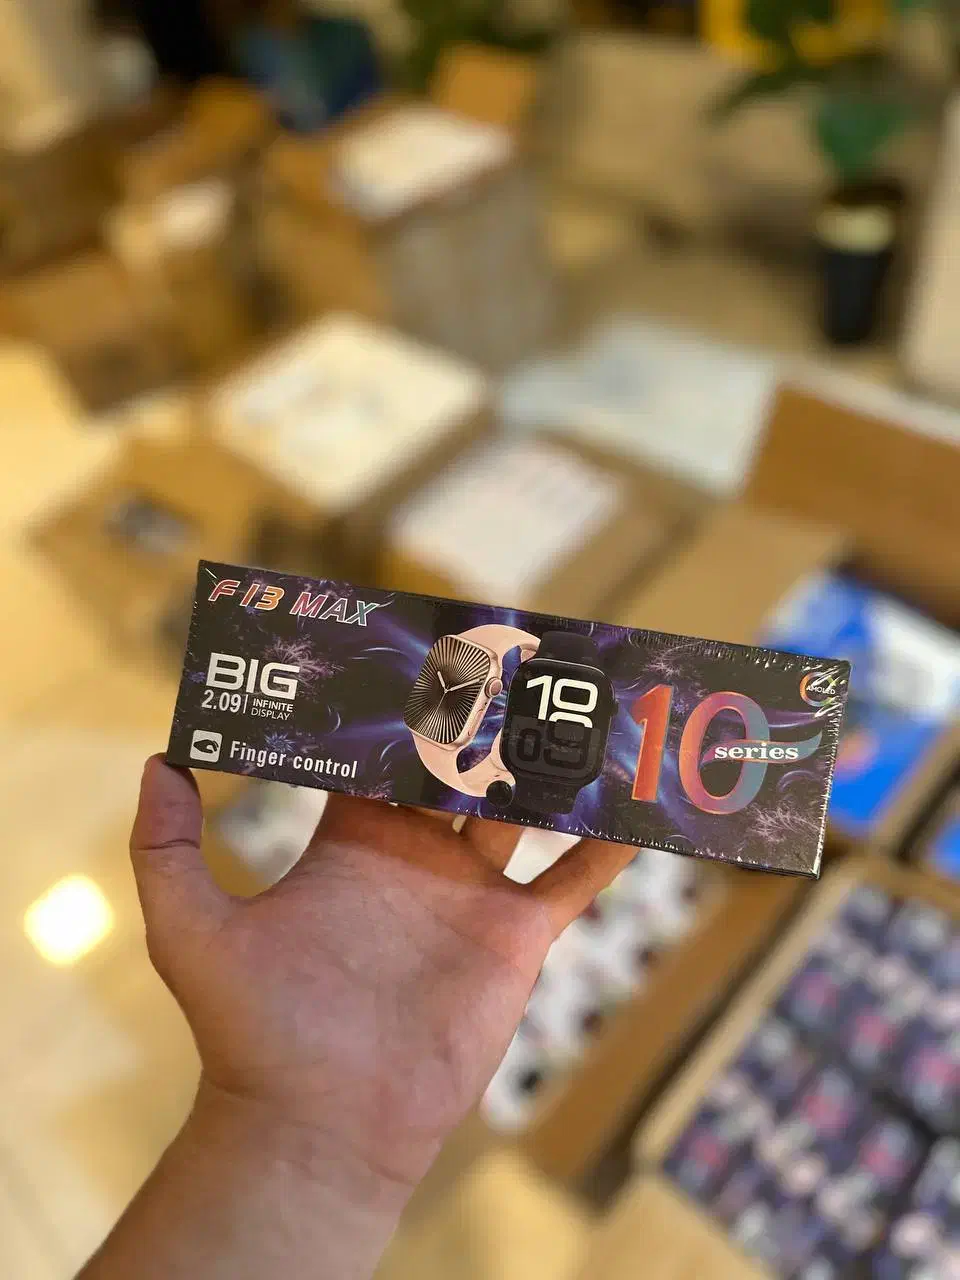 F13 MAX
BIG
2.09 INFINITE
DISPLAY
Finger control
10
09
10
series
AMOLED